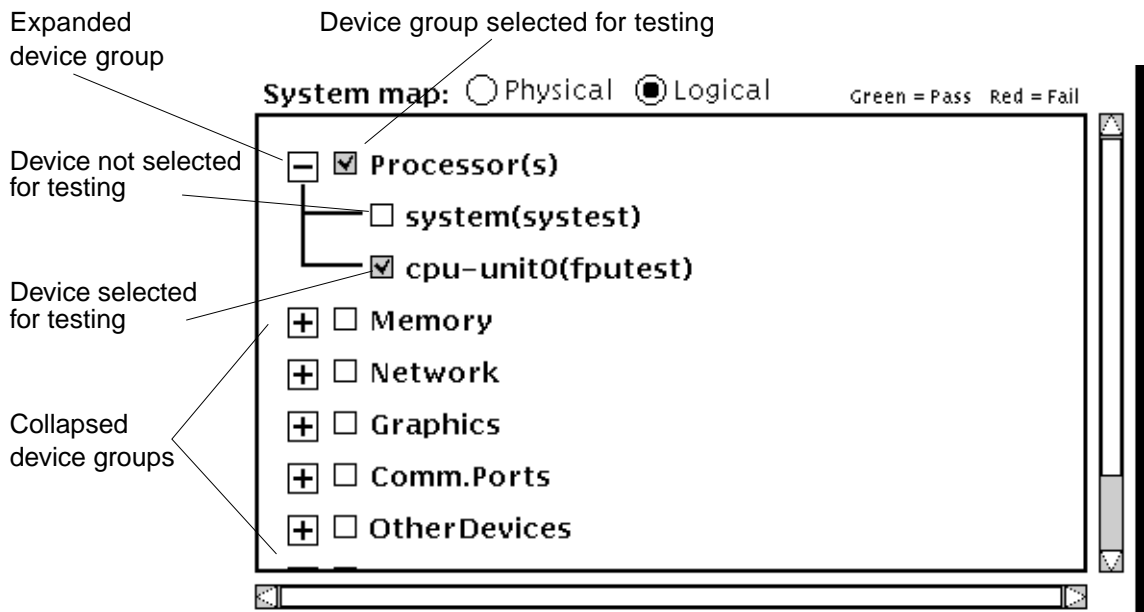 Expanded
device group
Device group selected for testing
System map: Physical Logical Green = Pass Red = Fail
Device not selected
for testing
Processor(s)
system(systest)
cpu-unit0(fputest)
Device selected
for testing
Memory
Network
Collapsed
device groups
Graphics
Comm.Ports
OtherDevices